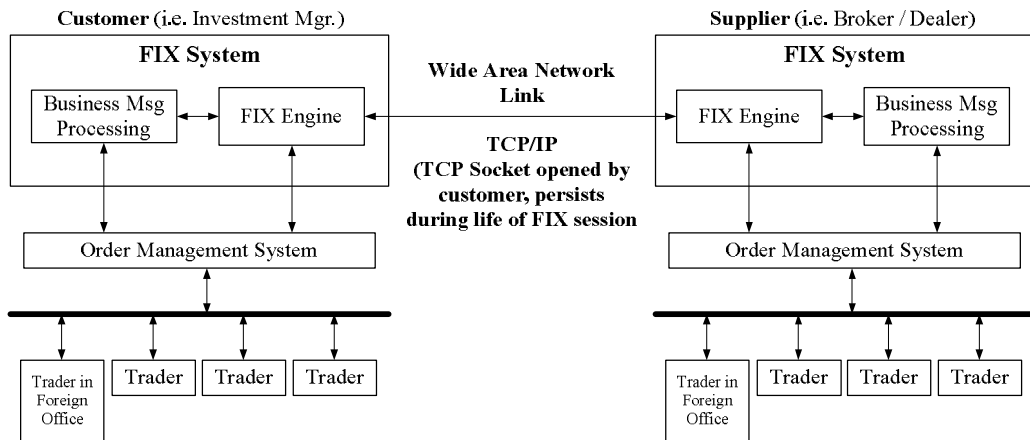 Customer (i.e. Investment Mgr.)
FIX System
Business Msg
Processing
FIX Engine
Order Management System
Trader in
Foreign
Office
Trader
Trader
Trader
Wide Area Network
Link
TCP/IP
(TCP Socket opened by
customer, persists
during life of FIX session
Supplier (i.e. Broker / Dealer)
FIX System
FIX Engine
Business Msg
Processing
Order Management System
Trader in
Foreign
Office
Trader
Trader
Trader